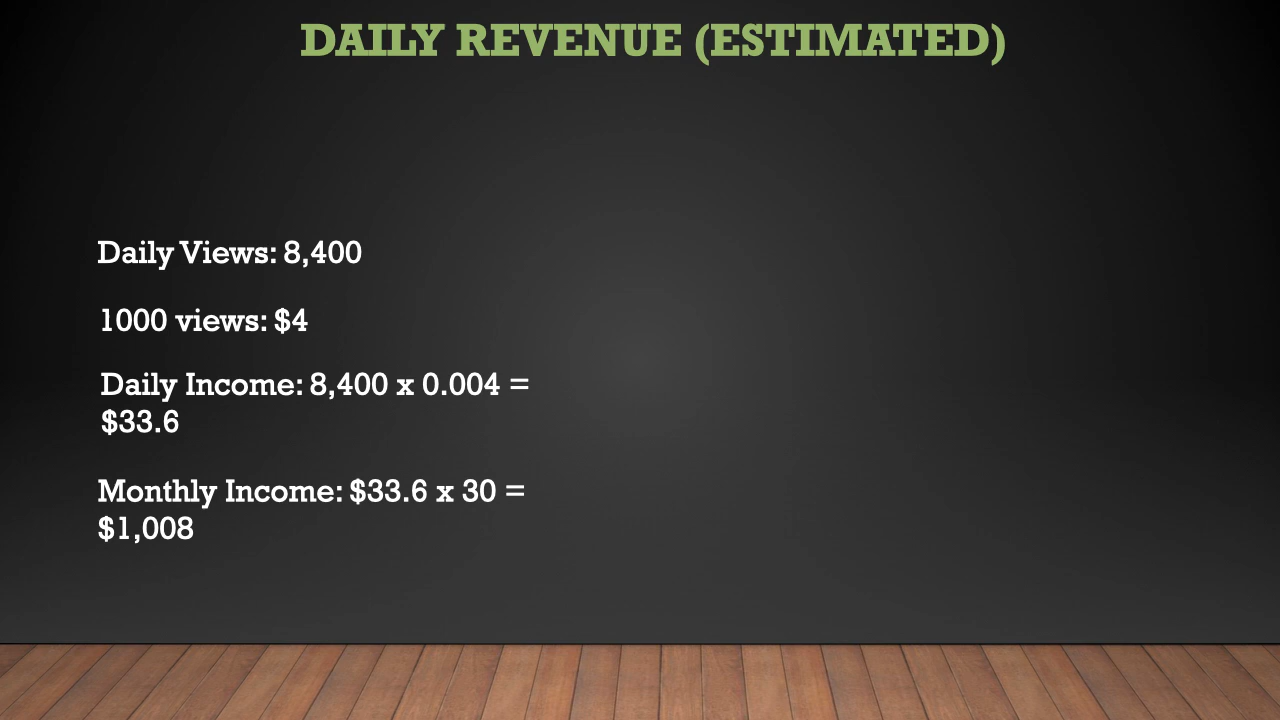 DAILY REVENUE (ESTIMATED)
Daily Views: 8,400
1000 views: $4
Daily Income: 8,400 x 0.004 =
$33.6
Monthly Income: $33.6 x 30 =
$1,008